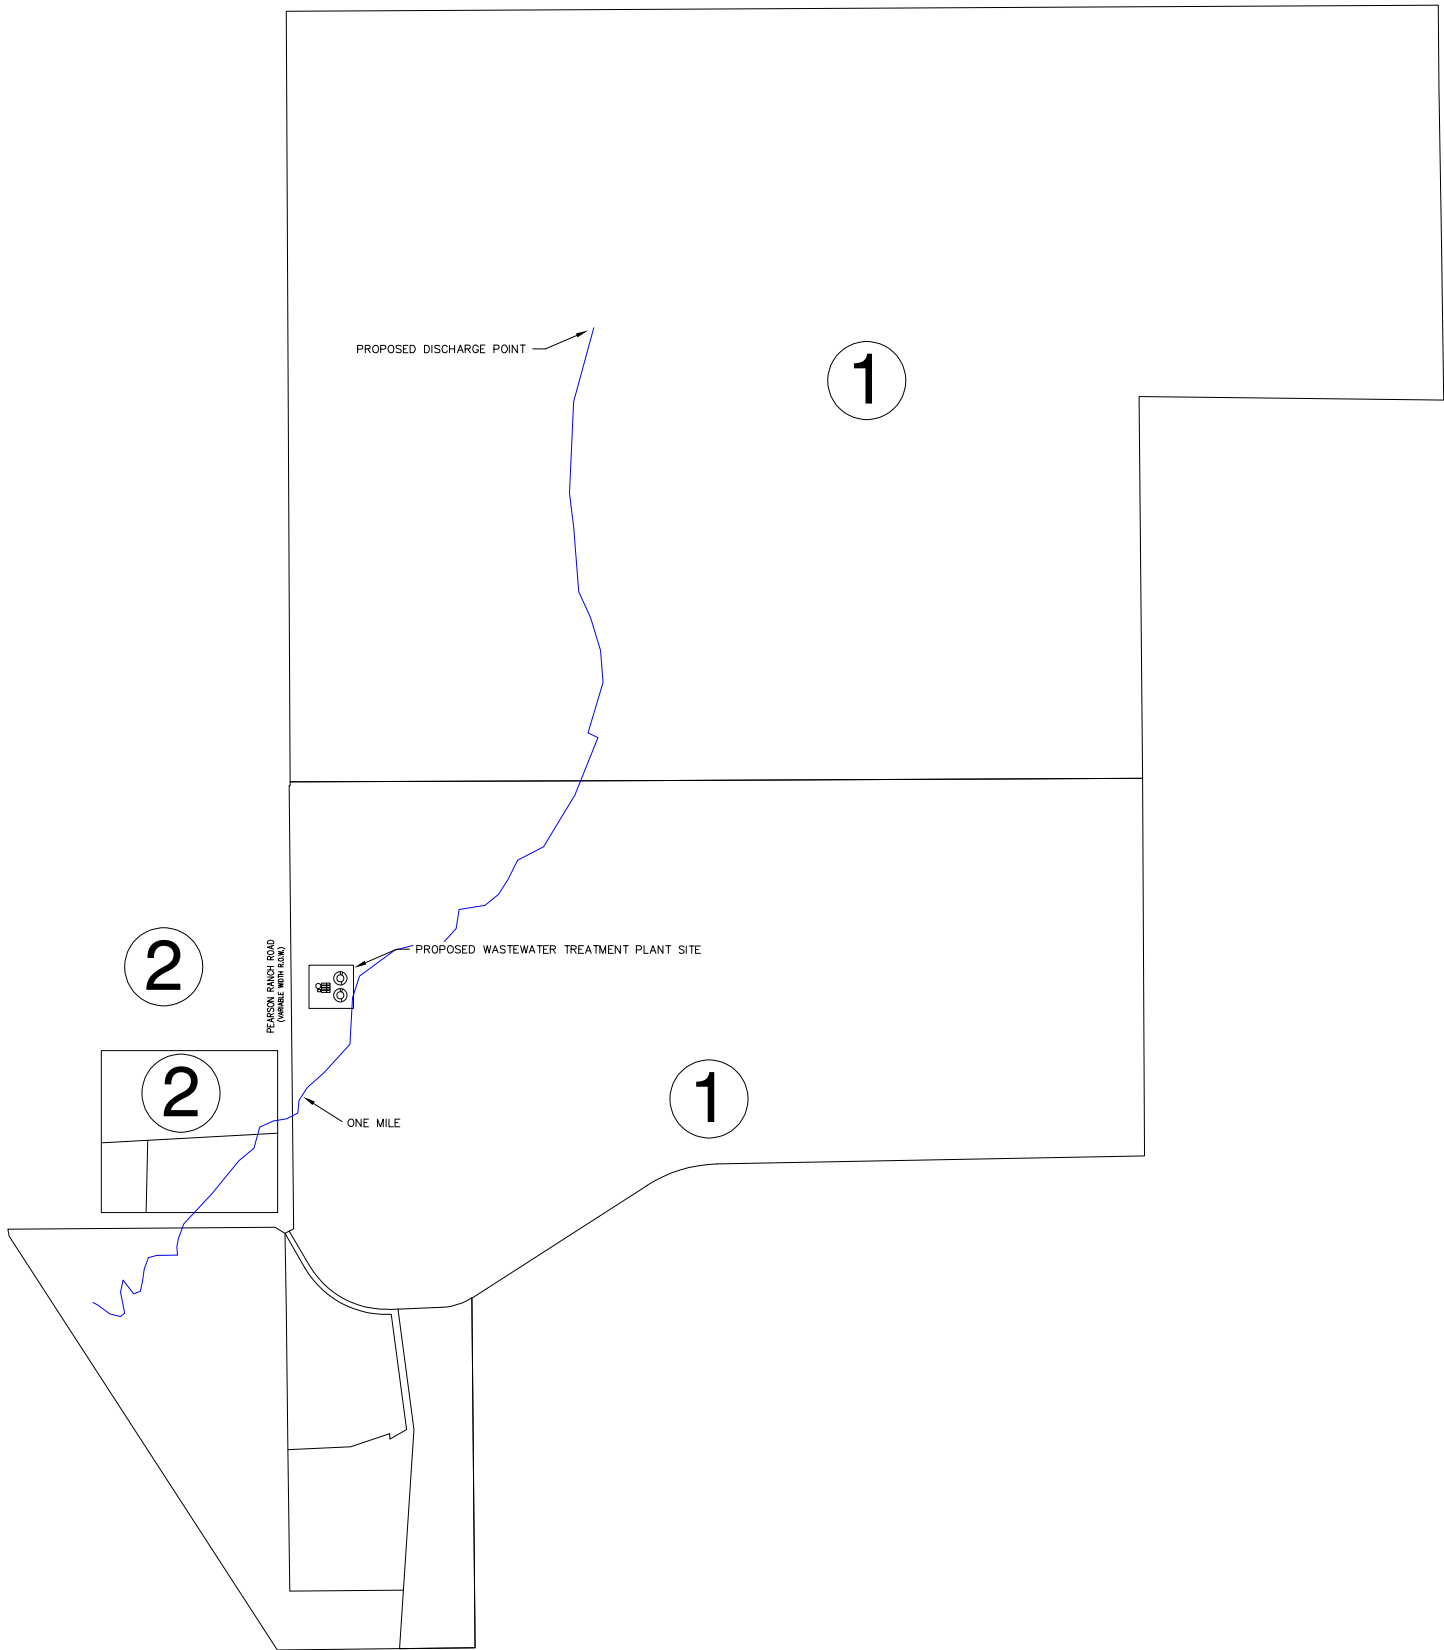 PROPOSED DISCHARGE POINT
1
2
PEARSON RANCH ROAD
(VARIABLE WIDTH R.O.W.)
PROPOSED WASTEWATER TREATMENT PLANT SITE
2
1
ONE MILE